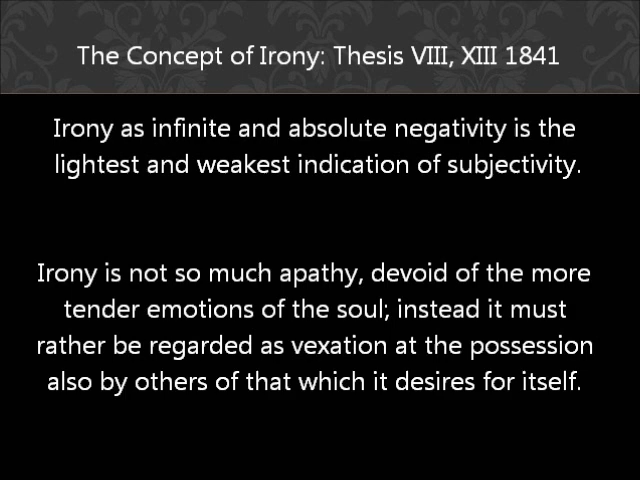 The Concept of Irony: Thesis VIII, XIII 1841
Irony as infinite and absolute negativity is the
lightest and weakest indication of subjectivity.
Irony is not so much apathy, devoid of the more
tender emotions of the soul; instead it must
rather be regarded as vexation at the possession
also by others of that which it desires for itself.